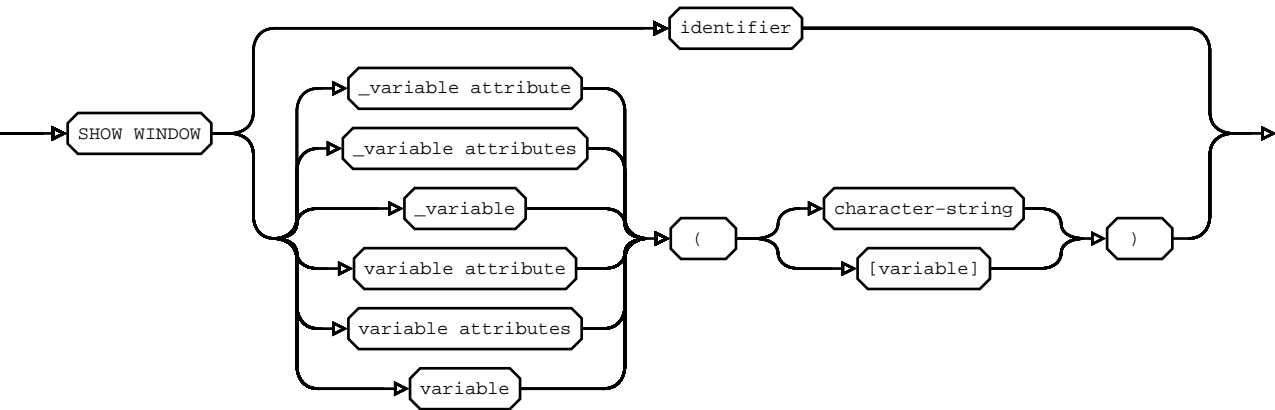 identifier
_variable attribute
SHOW WINDOW
_variable attributes
_variable
character-string
(
)
variable attribute
[variable]
variable attributes
variable